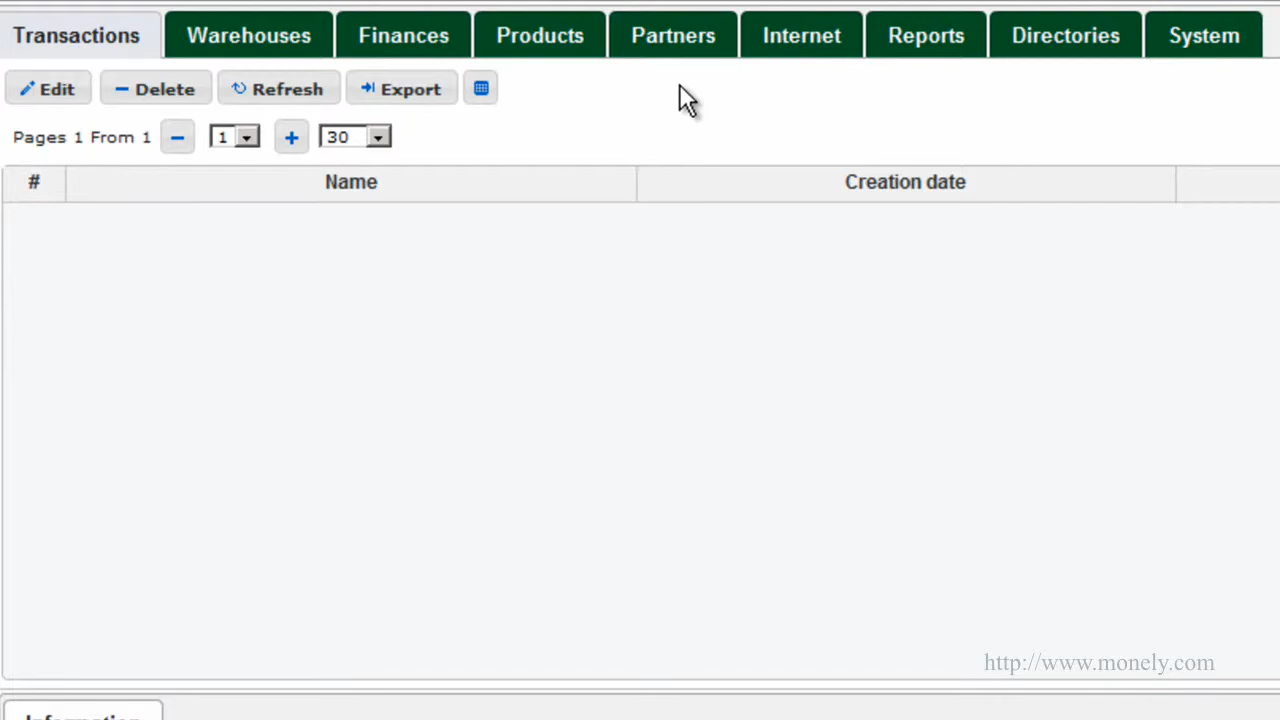 Transactions Warehouses Finances Products Partners Internet Reports Directories System
Edit Delete Refresh Export
Pages 1 From 1 1 30
# Name Creation date
http://www.monely.com
Information